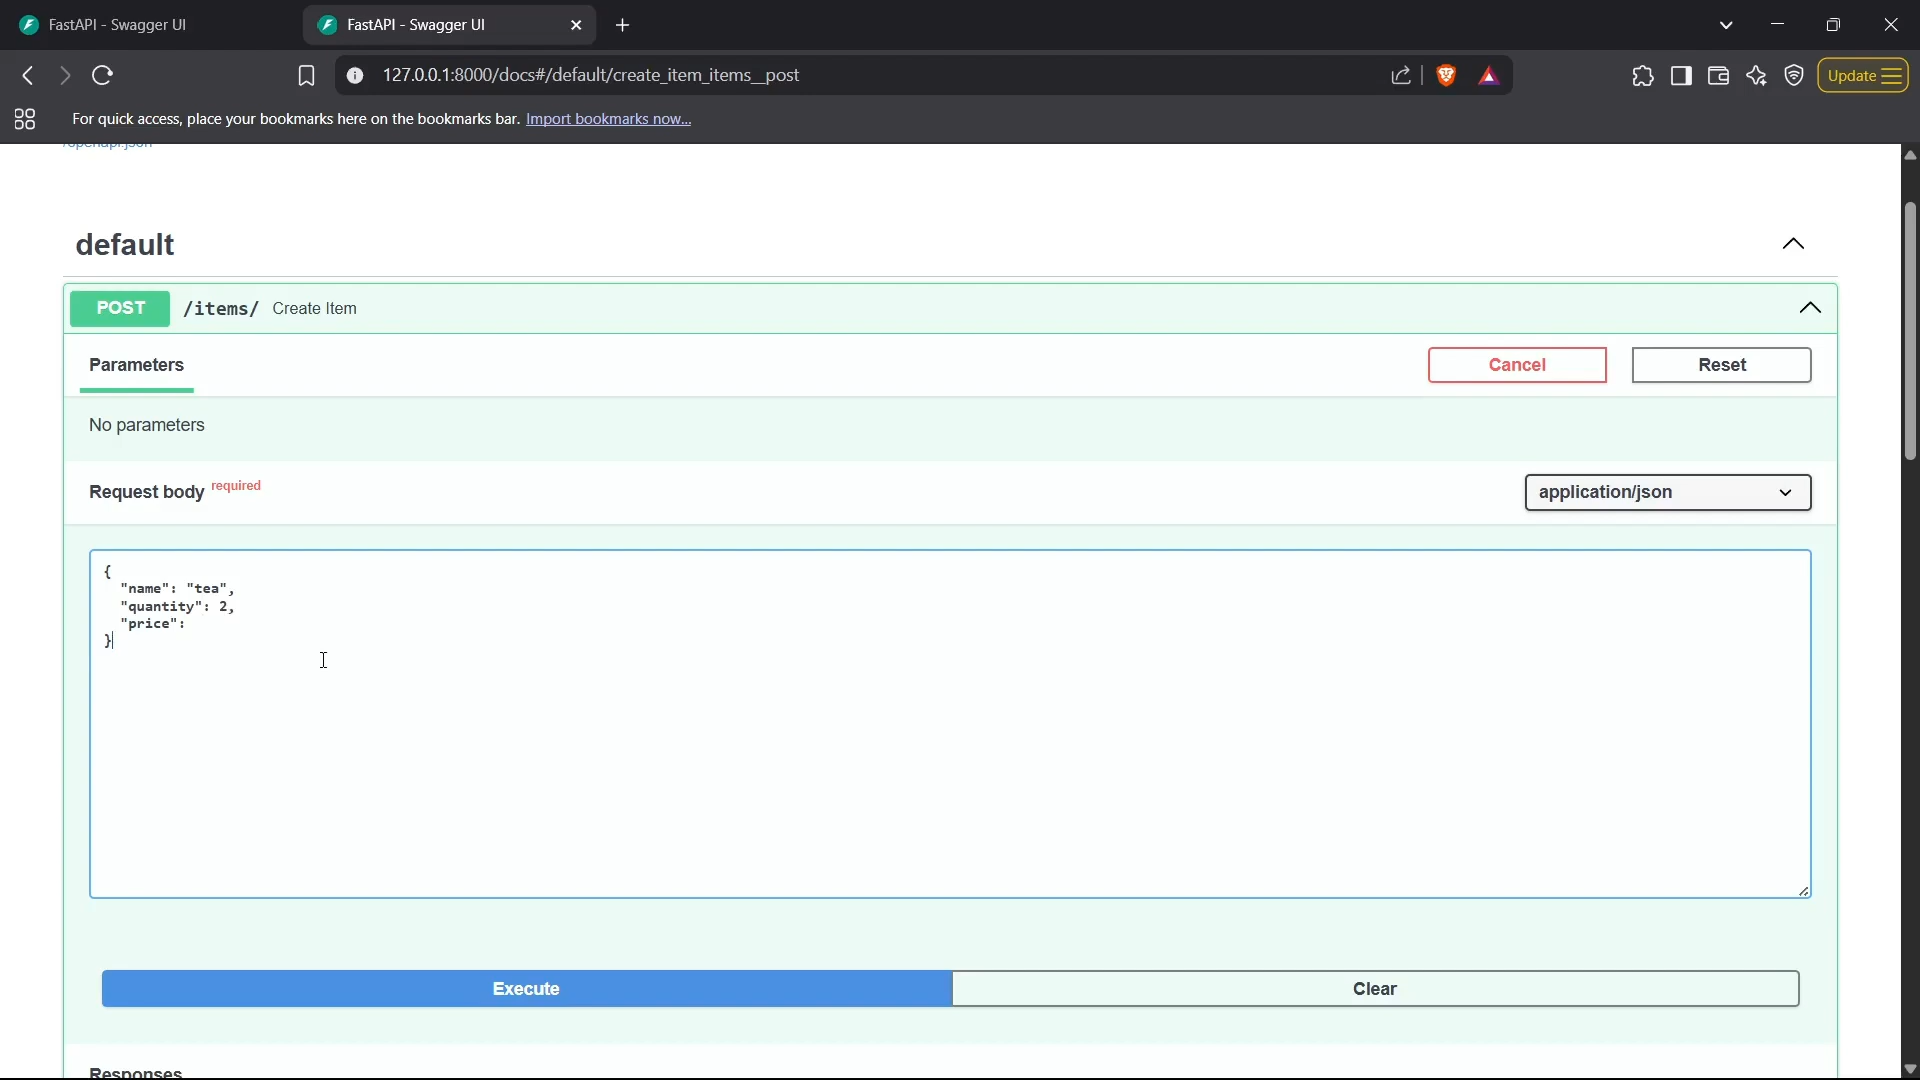 FastAPI - Swagger UI
FastAPI - Swagger UI
127.0.0.1:8000/docs#/default/create_item_items__post
Update
For quick access, place your bookmarks here on the bookmarks bar. Import bookmarks now...
/openapi.json
default
POST /items/ Create Item
Parameters
Cancel
Reset
No parameters
Request body required
application/json
{
"name": "tea",
"quantity": 2,
"price":
}
Execute
Clear
Responses